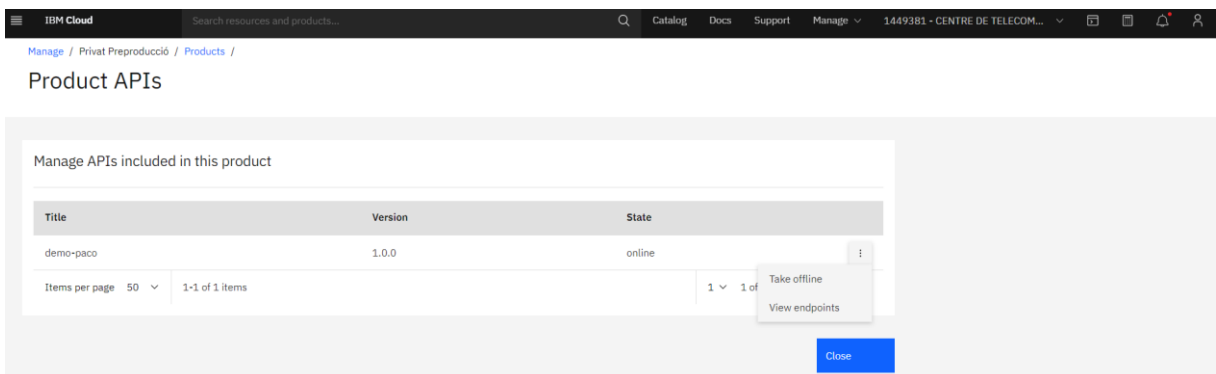 IBM Cloud Search resources and products... Catalog Docs Support Manage 1449381 - CENTRE DE TELECOM...
Manage / Privat Preproducció / Products /
Product APIs
Manage APIs included in this product
Title Version State
demo-paco 1.0.0 online
Items per page 50 1-1 of 1 items 1 1 of
Take offline
View endpoints
Close